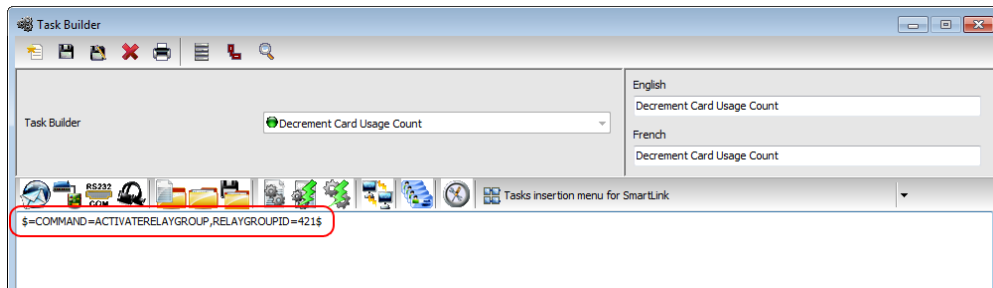 Task Builder
English
Decrement Card Usage Count
Task Builder
Decrement Card Usage Count
French
Decrement Card Usage Count
RS232
COM
Tasks insertion menu for SmartLink
$=COMMAND=ACTIVATERELAYGROUP,RELAYGROUPID=421$